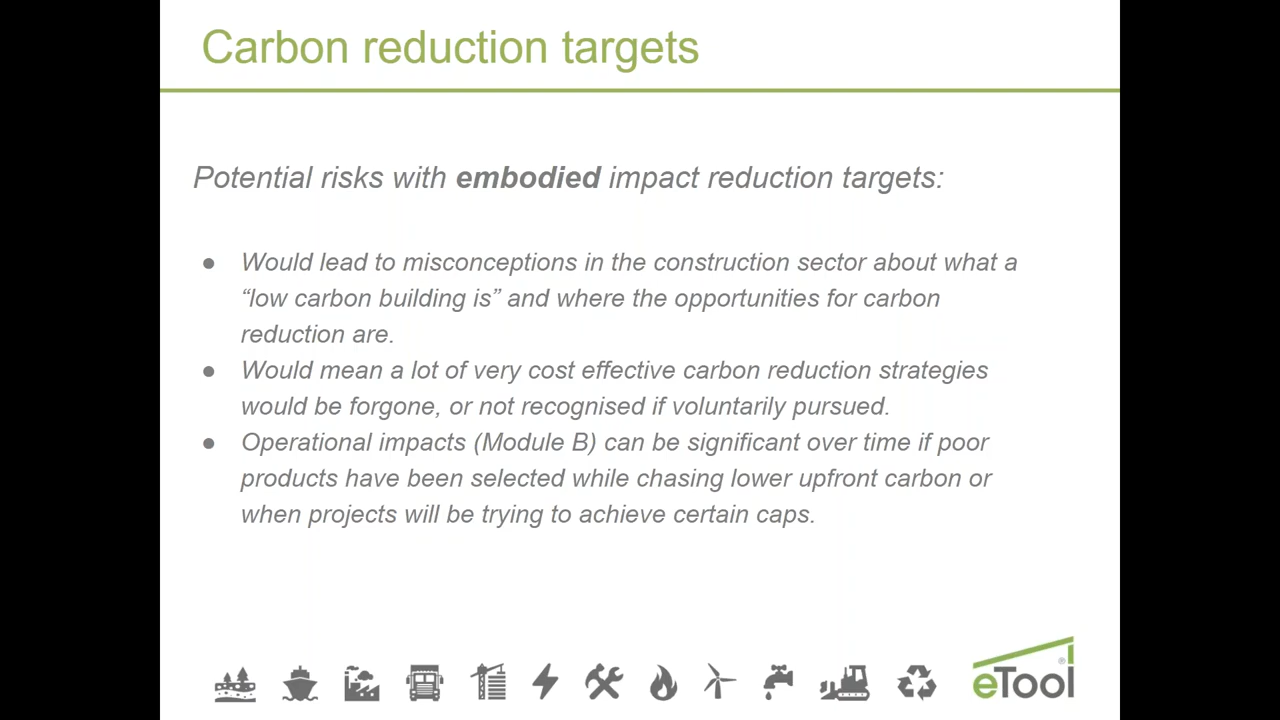 Carbon reduction targets
Potential risks with embodied impact reduction targets:
● Would lead to misconceptions in the construction sector about what a
“low carbon building is” and where the opportunities for carbon
reduction are.
● Would mean a lot of very cost effective carbon reduction strategies
would be forgone, or not recognised if voluntarily pursued.
● Operational impacts (Module B) can be significant over time if poor
products have been selected while chasing lower upfront carbon or
when projects will be trying to achieve certain caps.
eTool®